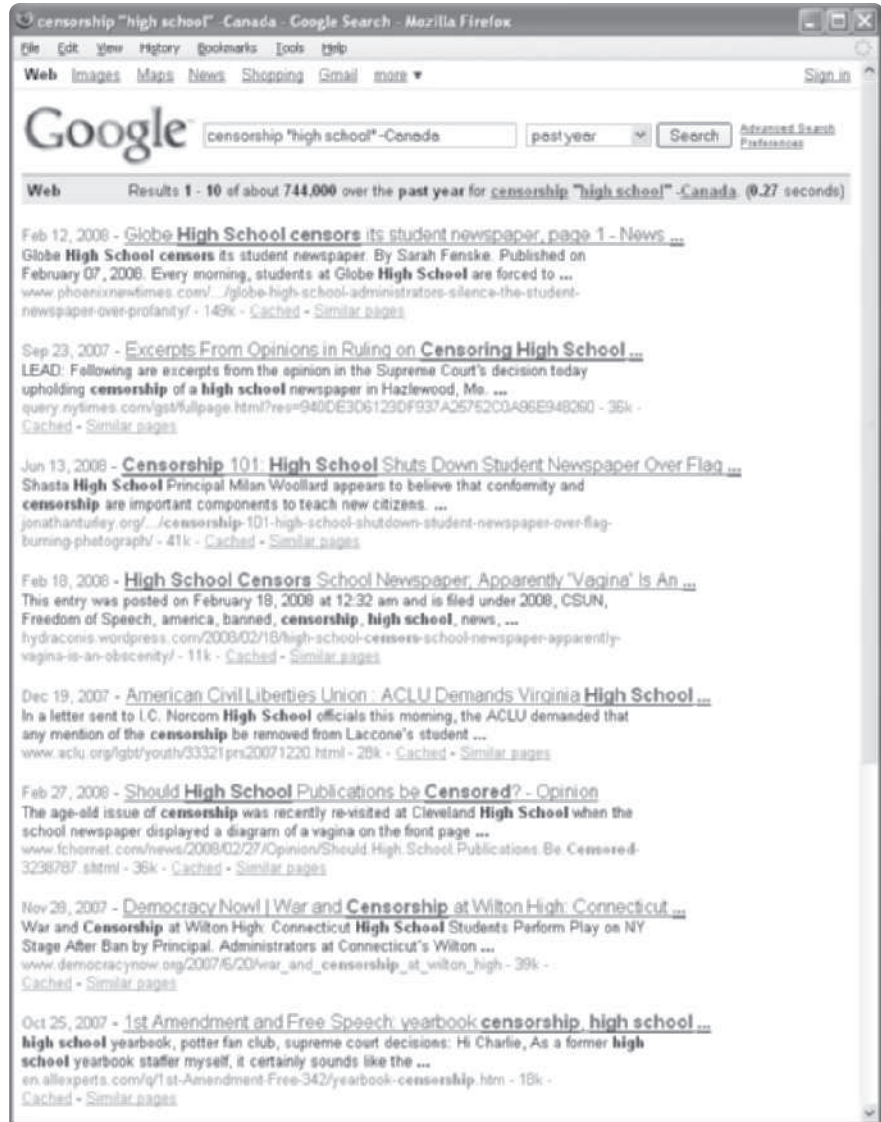 censorship "high school" -Canada - Google Search - Mozilla Firefox
File Edit View History Bookmarks Tools Help
Web Images Maps News Shopping Gmail more ▼ Sign in
Google censorship "high school" -Canada past year Search Advanced Search
Preferences
Web Results 1 - 10 of about 744,000 over the past year for censorship "high school" -Canada. (0.27 seconds)
Feb 12, 2008 - Globe High School censors its student newspaper, page 1 - News ...
Globe High School censors its student newspaper. By Sarah Fenske. Published on
February 07, 2008. Every morning, students at Globe High School are forced to ...
www.phoenixnewtimes.com/.../globe-high-school-administrators-silence-the-student-
newspaper-over-profanity/ - 149k - Cached - Similar pages
Sep 23, 2007 - Excerpts From Opinions in Ruling on Censoring High School ...
LEAD: Following are excerpts from the opinion in the Supreme Court's decision today
upholding censorship of a high school newspaper in Hazlewood, Mo. ...
query.nytimes.com/gst/fullpage.html?res=940DE3D6123DF937A25752C0A96E948260 - 36k -
Cached - Similar pages
Jun 13, 2008 - Censorship 101: High School Shuts Down Student Newspaper Over Flag ...
Shasta High School Principal Milan Woollard appears to believe that conformity and
censorship are important components to teach new citizens. ...
jonathanturley.org/.../censorship-101-high-school-shutdown-student-newspaper-over-flag-
burning-photograph/ - 41k - Cached - Similar pages
Feb 18, 2008 - High School Censors School Newspaper; Apparently 'Vagina' Is An ...
This entry was posted on February 18, 2008 at 12:32 am and is filed under 2008, CSUN,
Freedom of Speech, america, banned, censorship, high school, news, ...
hydraconis.wordpress.com/2008/02/18/high-school-censors-school-newspaper-apparently-
vagina-is-an-obscenity/ - 11k - Cached - Similar pages
Dec 19, 2007 - American Civil Liberties Union : ACLU Demands Virginia High School ...
In a letter sent to I.C. Norcom High School officials this morning, the ACLU demanded that
any mention of the censorship be removed from Laccone's student ...
www.aclu.org/lgbt/youth/33321prs20071220.html - 28k - Cached - Similar pages
Feb 27, 2008 - Should High School Publications be Censored? - Opinion
The age-old issue of censorship was recently re-visited at Cleveland High School when the
school newspaper displayed a diagram of a vagina on the front page ...
www.fchornet.com/news/2008/02/27/Opinion/Should.High.School.Publications.Be.Censored-
3238787.shtml - 36k - Cached - Similar pages
Nov 28, 2007 - Democracy Now! | War and Censorship at Wilton High: Connecticut ...
War and Censorship at Wilton High: Connecticut High School Students Perform Play on NY
Stage After Ban by Principal. Administrators at Connecticut's Wilton ...
www.democracynow.org/2007/6/20/war_and_censorship_at_wilton_high - 39k -
Cached - Similar pages
Oct 25, 2007 - 1st Amendment and Free Speech: yearbook censorship, high school ...
high school yearbook, potter fan club, supreme court decisions: Hi Charlie, As a former high
school yearbook staffer myself, it certainly sounds like the ...
en.allexperts.com/q/1st-Amendment-Free-342/yearbook-censorship.htm - 18k -
Cached - Similar pages